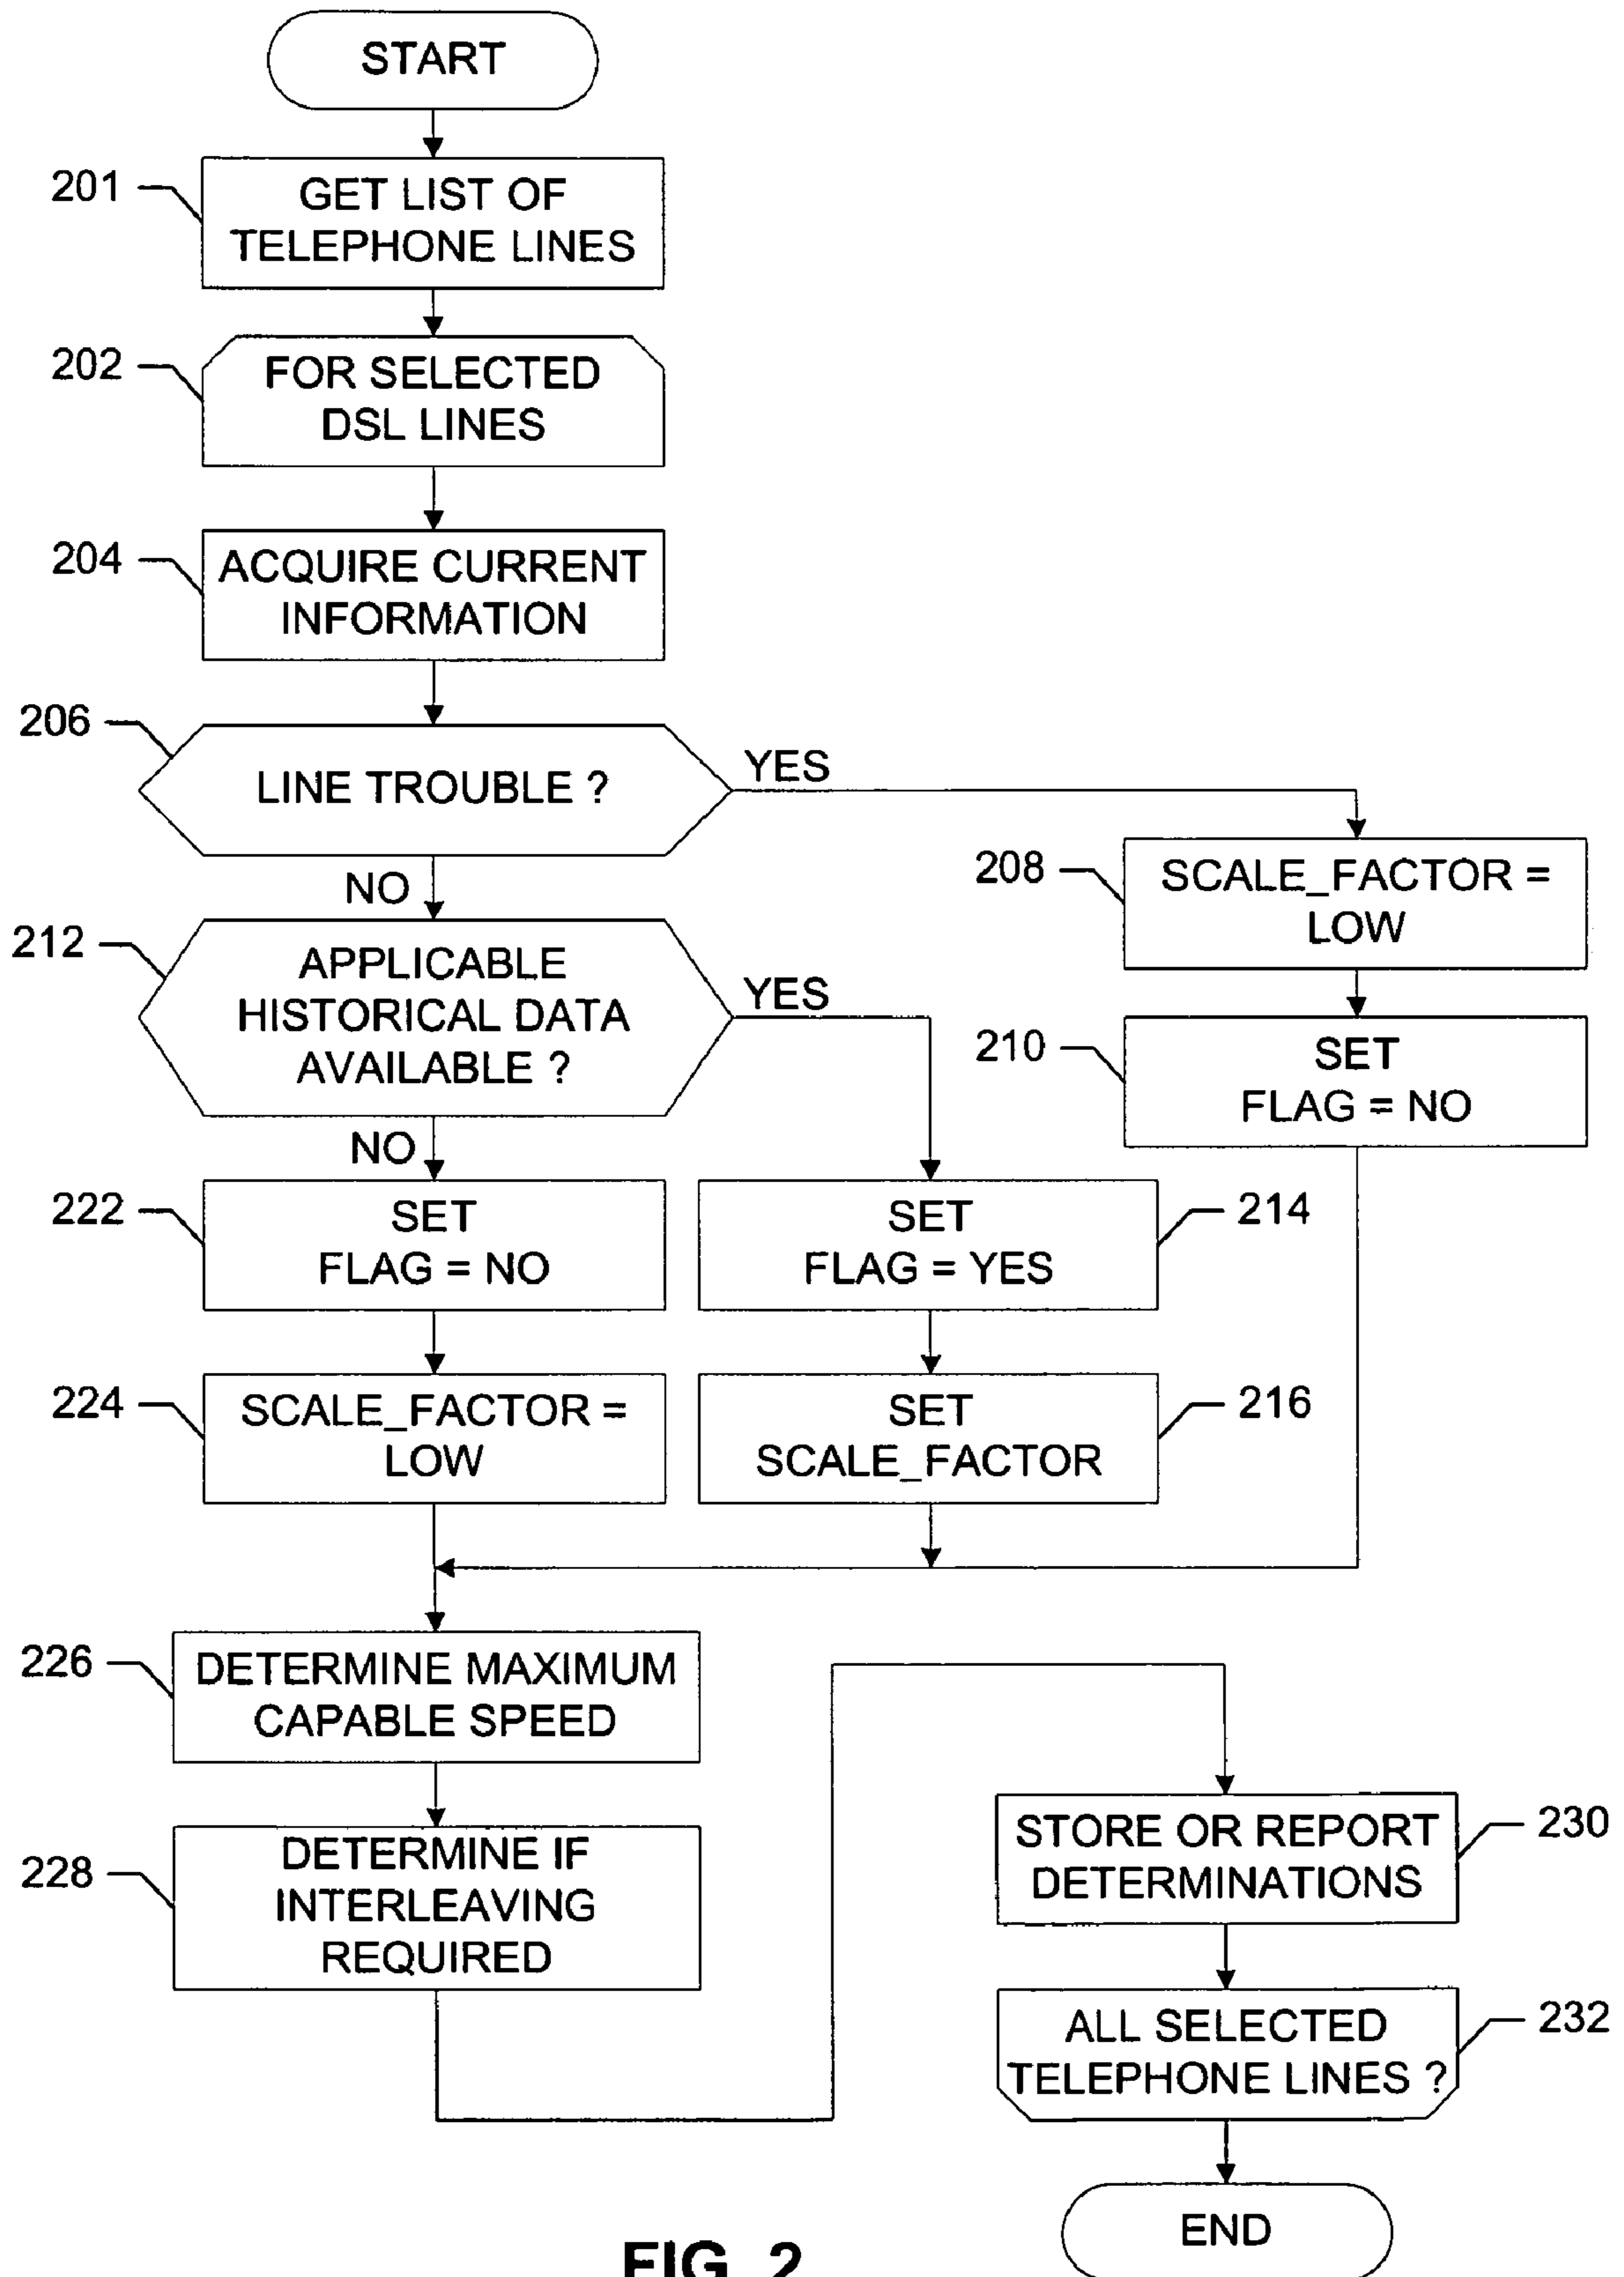 START
201
GET LIST OF
TELEPHONE LINES
202
FOR SELECTED
DSL LINES
204
ACQUIRE CURRENT
INFORMATION
206
LINE TROUBLE ?
YES
NO
208
SCALE_FACTOR =
LOW
212
APPLICABLE
HISTORICAL DATA
AVAILABLE ?
YES
NO
210
SET
FLAG = NO
222
SET
FLAG = NO
SET
FLAG = YES
214
224
SCALE_FACTOR =
LOW
SET
SCALE_FACTOR
216
226
DETERMINE MAXIMUM
CAPABLE SPEED
228
DETERMINE IF
INTERLEAVING
REQUIRED
STORE OR REPORT
DETERMINATIONS
230
ALL SELECTED
TELEPHONE LINES ?
232
END
FIG. 2